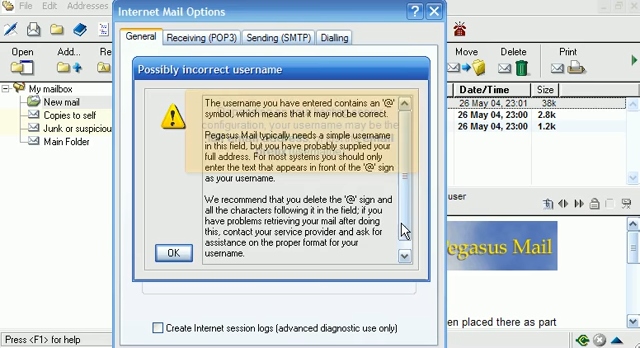 File Edit Addresses
Internet Mail Options
General Receiving (POP3) Sending (SMTP) Dialling
Open Add... Re
Move Delete Print
My mailbox
New mail
Copies to self
Junk or suspiciou
Main Folder
Date/Time Size
26 May 04, 23:01 38k
26 May 04, 23:00 2.8k
26 May 04, 23:00 1.2k
Possibly incorrect username
The username you have entered contains an '@'
symbol, which means that it may not be correct.
configuration, your username may be the
Pegasus Mail typically needs a simple username
in this field, but you have probably supplied your
full address. For most systems you should only
enter the text that appears in front of the '@' sign
as your username.
We recommend that you delete the '@' sign and
all the characters following it in the field; if you
have problems retrieving your mail after doing
this, contact your service provider and ask for
assistance on the proper format for your
username.
OK
user
Pegasus Mail
en placed there as part
Create Internet session logs (advanced diagnostic use only)
Press <F1> for help